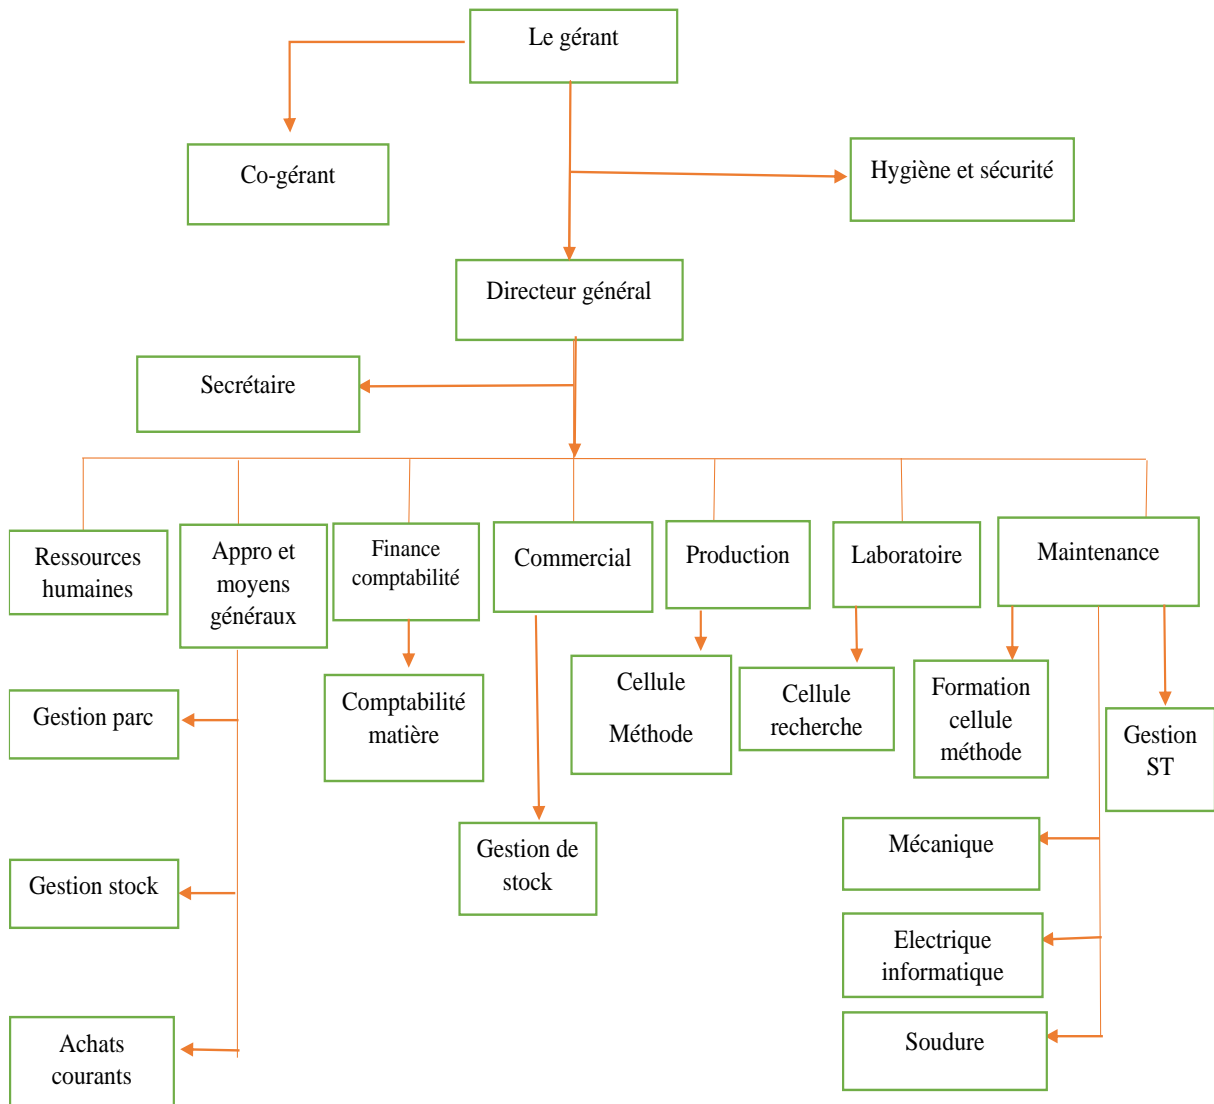 Le gérant
Co-gérant
Hygiène et sécurité
Directeur général
Secrétaire
Ressources
humaines
Appro et
moyens
généraux
Finance
comptabilité
Commercial
Production
Laboratoire
Maintenance
Gestion parc
Comptabilité
matière
Cellule
Méthode
Cellule
recherche
Formation
cellule
méthode
Gestion
ST
Gestion stock
Gestion de
stock
Mécanique
Electrique
informatique
Achats
courants
Soudure